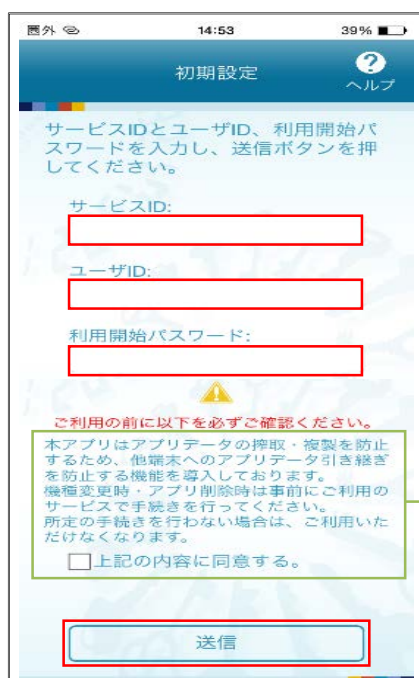 圏外 14:53 39%
初期設定
?
ヘルプ
サービスIDとユーザID、利用開始パ
スワードを入力し、送信ボタンを押
してください。
サービスID:
ユーザID:
利用開始パスワード:
ご利用の前に以下を必ずご確認ください。
本アプリはアプリデータの搾取・複製を防止
するため、他端末へのアプリデータ引き継ぎ
を防止する機能を導入しております。
機種変更時・アプリ削除時は事前にご利用の
サービスで手続きを行ってください。
所定の手続きを行わない場合は、ご利用いた
だけなくなります。
上記の内容に同意する。
送信